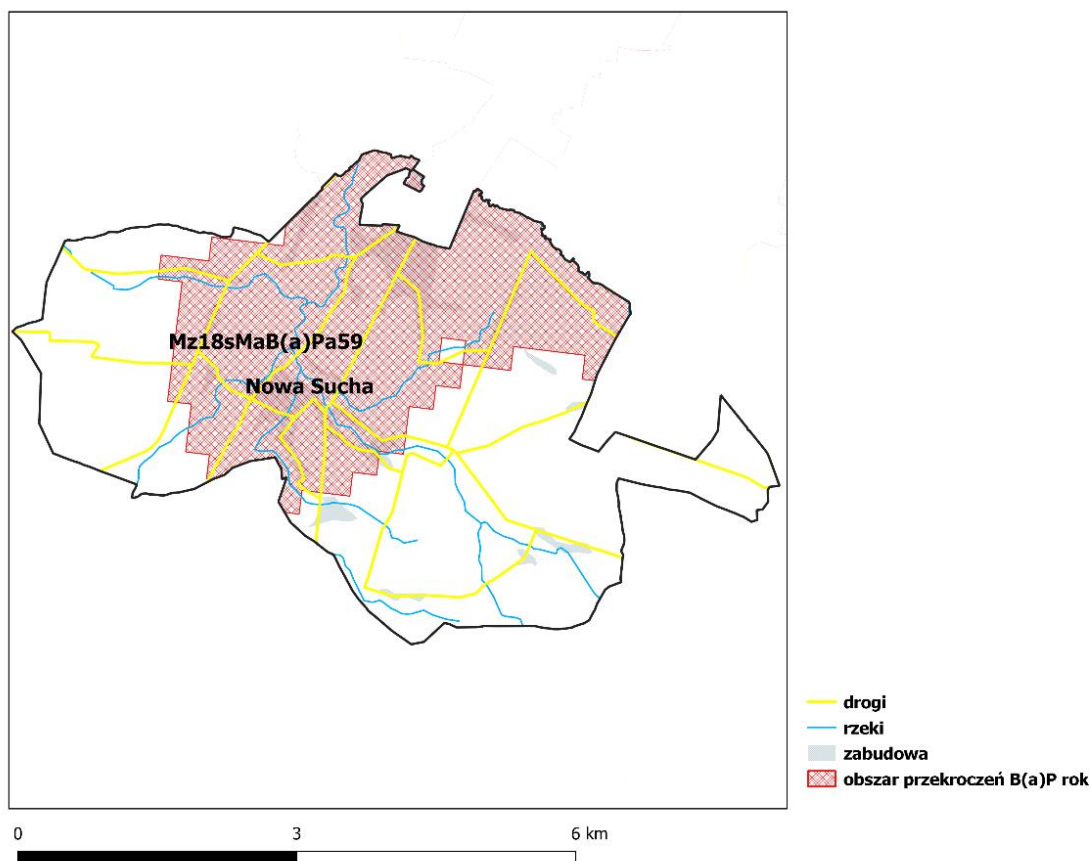 Mz18sMaB(a)Pa59
Nowa Sucha
drogi
rzeki
zabudowa
obszar przekroczeń B(a)P rok
0 3 6 km